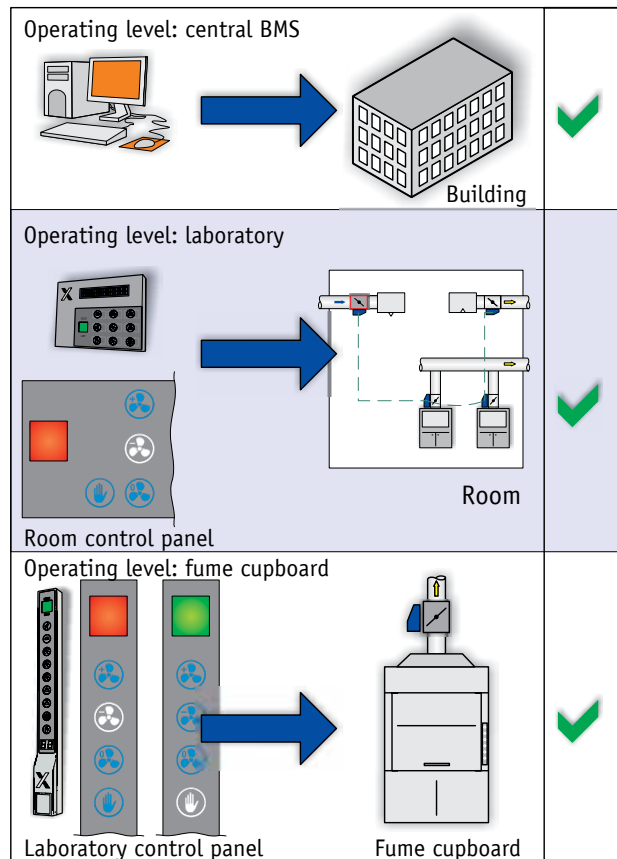 Operating level: central BMS
Building
Operating level: laboratory
Room
Room control panel
Operating level: fume cupboard
Laboratory control panel
Fume cupboard